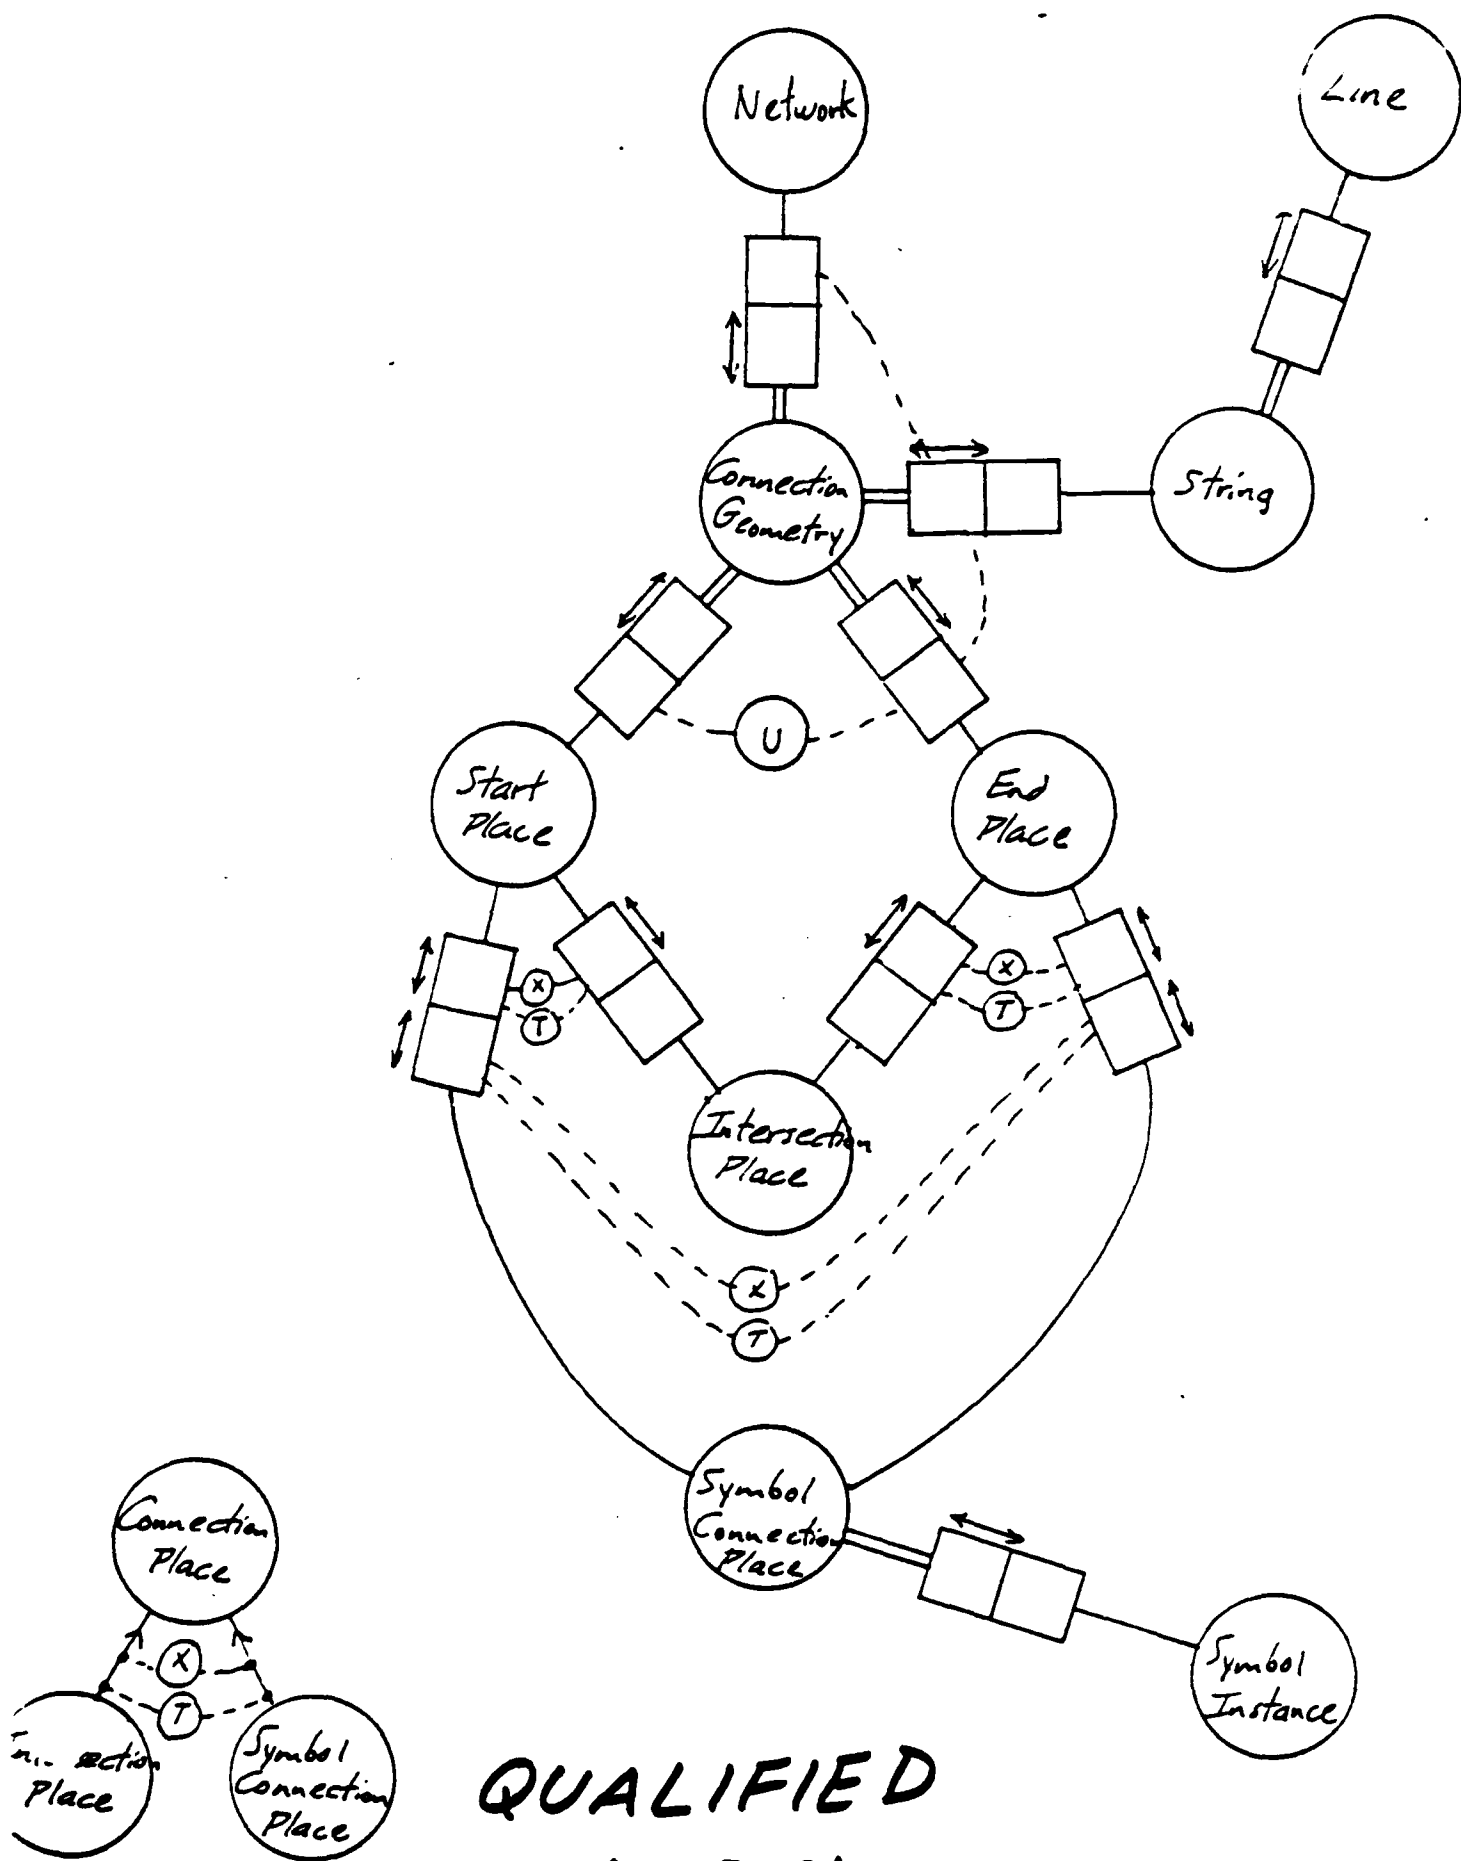 Network
Line
Connection
Geometry
String
U
Start
Place
End
Place
X
T
X
T
Intersection
Place
X
T
Symbol
Connection
Place
Connection
Place
X
T
Symbol
Instance
Place
Symbol
Connection
Place
QUALIFIED